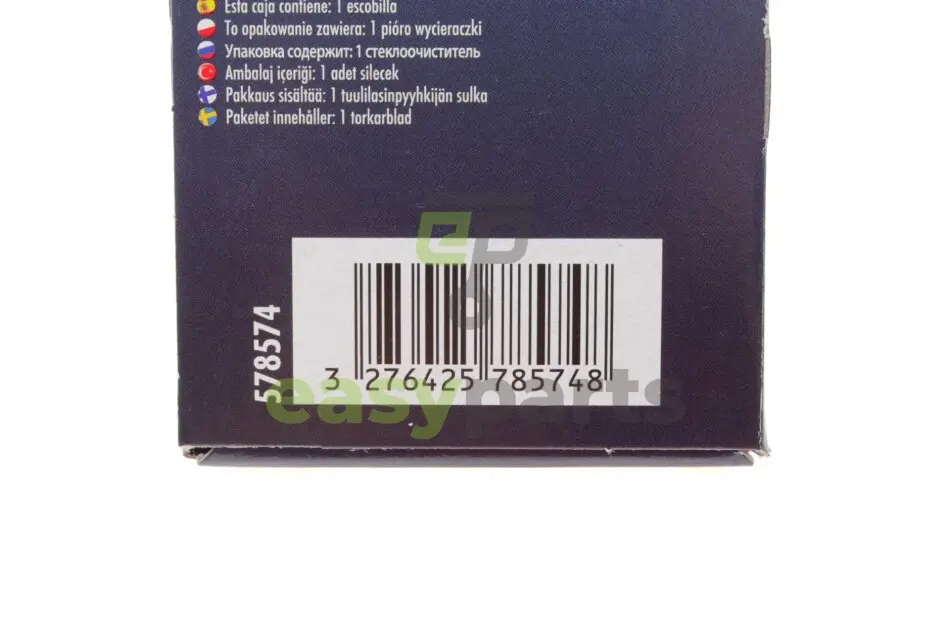 Esta caja contiene: 1 escobilla
To opakowanie zawiera: 1 pióro wycieraczki
Упаковка содержит: 1 стеклоочиститель
Ambalaj içeriği: 1 adet silecek
Pakkaus sisältää: 1 tuulilasinpyyhkijän sulka
Paketet innehåller: 1 torkarblad
ep
578574
3 276425 785748
easyparts